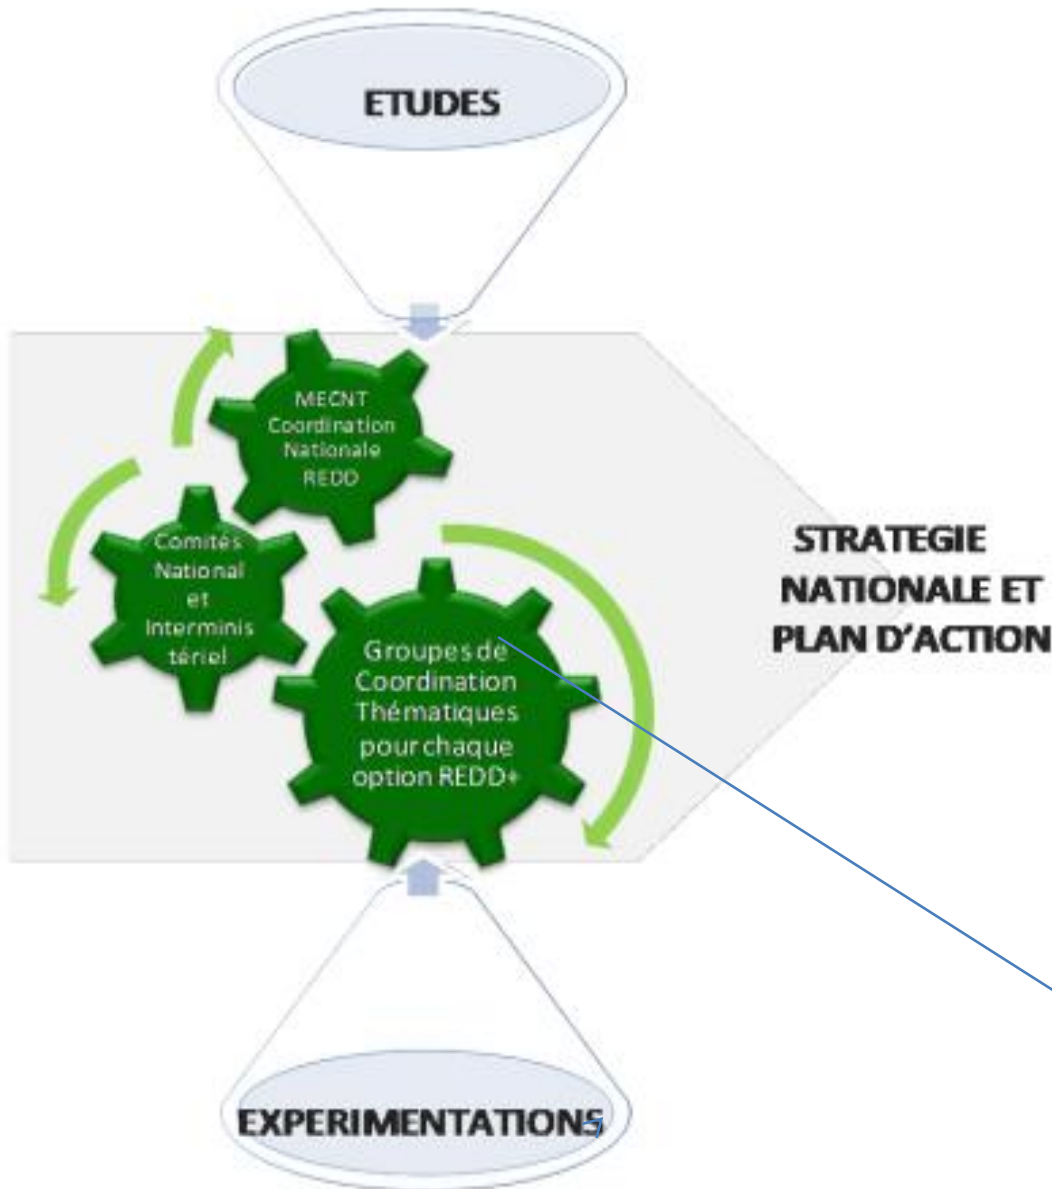 ETUDES
MECNT
Coordination
Nationale
REDD
Comités
National
et
Interminis
tériel
Groupes de
Coordination
Thématiques
pour chaque
option REDD+
STRATEGIE
NATIONALE ET
PLAN D'ACTION
EXPERIMENTATIONS
7